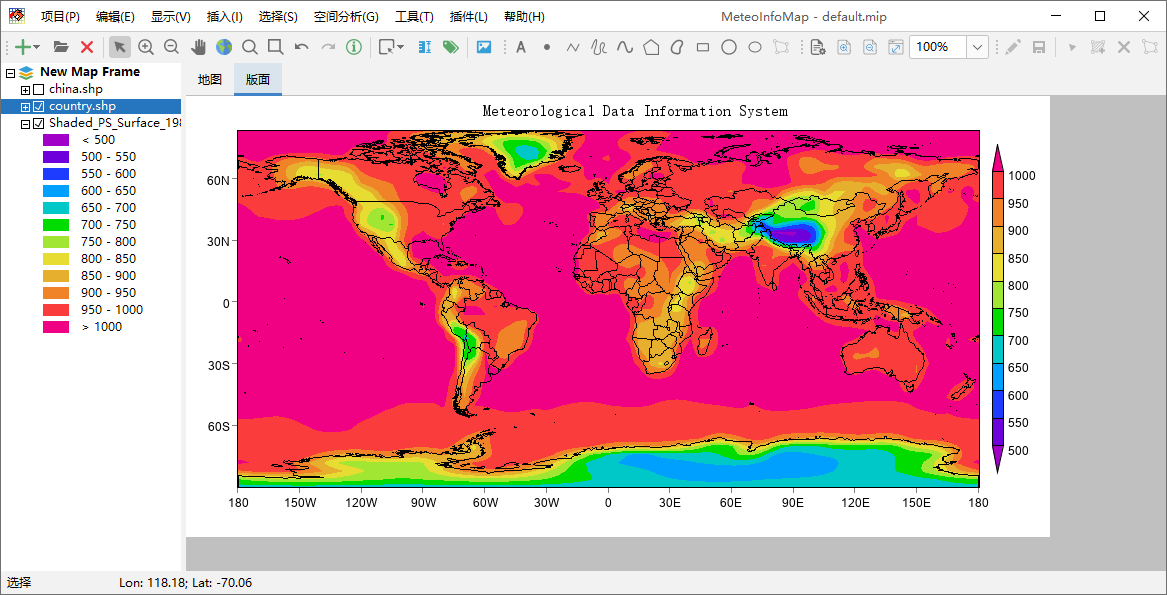 MeteoInfoMap - default.mip
项目(P) 编辑(E) 显示(V) 插入(I) 选择(S) 空间分析(G) 工具(T) 插件(L) 帮助(H)
A 100%
New Map Frame
china.shp
country.shp
Shaded_PS_Surface_198
< 500
500 - 550
550 - 600
600 - 650
650 - 700
700 - 750
750 - 800
800 - 850
850 - 900
900 - 950
950 - 1000
> 1000
地图 版面
Meteorological Data Information System
60N
30N
0
30S
60S
180 150W 120W 90W 60W 30W 0 30E 60E 90E 120E 150E 180
1000
950
900
850
800
750
700
650
600
550
500
选择 Lon: 118.18; Lat: -70.06